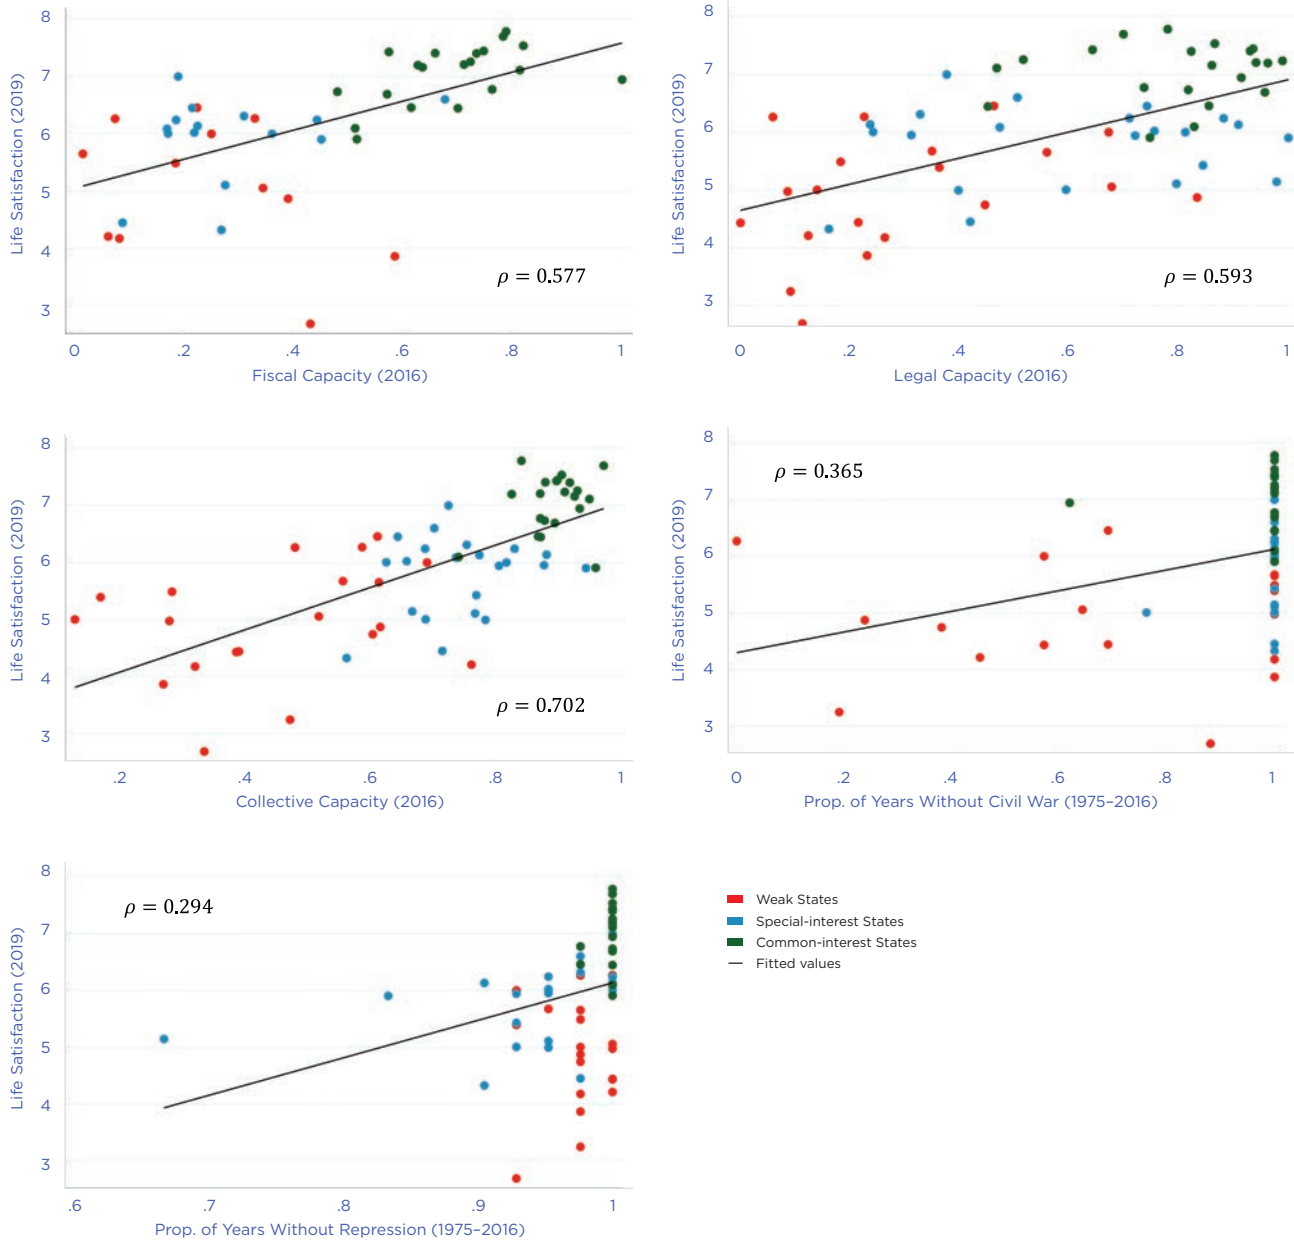 8
7
6
5
4
3
Life Satisfaction (2019)
ρ = 0.577
0 .2 .4 .6 .8 1
Fiscal Capacity (2016)
8
7
6
5
4
3
Life Satisfaction (2019)
ρ = 0.593
0 .2 .4 .6 .8 1
Legal Capacity (2016)
8
7
6
5
4
3
Life Satisfaction (2019)
ρ = 0.702
.2 .4 .6 .8 1
Collective Capacity (2016)
8
7
6
5
4
3
Life Satisfaction (2019)
ρ = 0.365
0 .2 .4 .6 .8 1
Prop. of Years Without Civil War (1975–2016)
8
7
6
5
4
3
Life Satisfaction (2019)
ρ = 0.294
.6 .7 .8 .9 1
Prop. of Years Without Repression (1975–2016)
Weak States
Special-interest States
Common-interest States
Fitted values